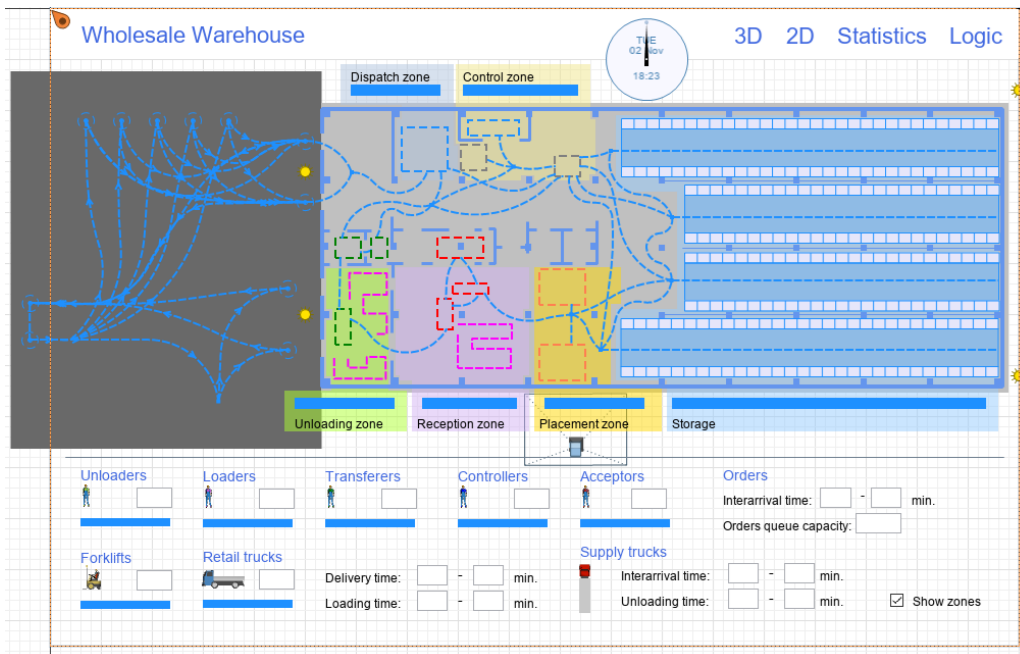 Wholesale Warehouse
3D 2D Statistics Logic
TUE
02 Nov
18:23
Dispatch zone
Control zone
Unloading zone
Reception zone
Placement zone
Storage
Unloaders
Loaders
Transferers
Controllers
Acceptors
Orders
Interarrival time: - min.
Orders queue capacity:
Forklifts
Retail trucks
Delivery time: - min.
Loading time: - min.
Supply trucks
Interarrival time: - min.
Unloading time: - min.
Show zones